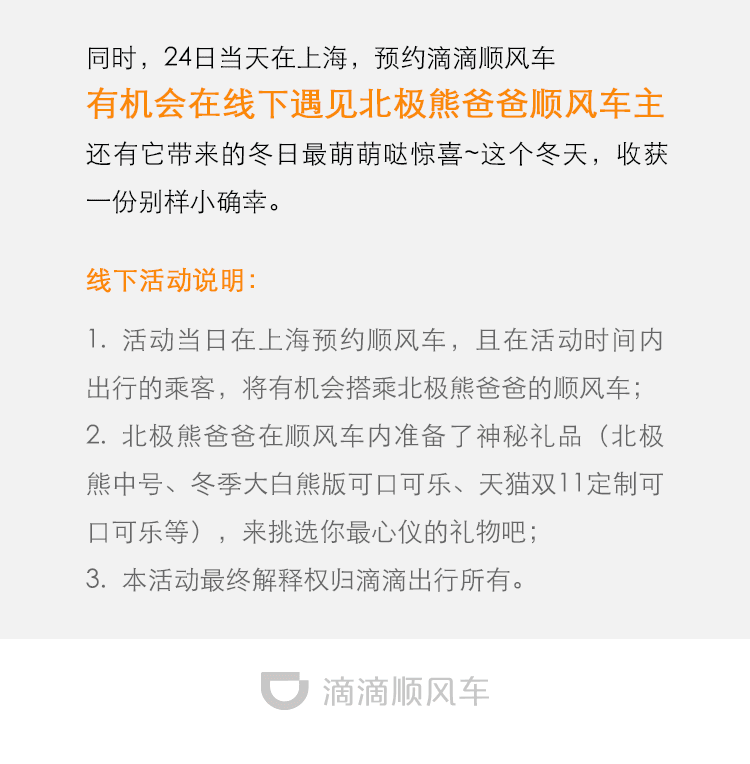 同时，24日当天在上海，预约滴滴顺风车
有机会在线下遇见北极熊爸爸顺风车主
还有它带来的冬日最萌萌哒惊喜~这个冬天，收获
一份别样小确幸。
线下活动说明：
1. 活动当日在上海预约顺风车，且在活动时间内
出行的乘客，将有机会搭乘北极熊爸爸的顺风车；
2. 北极熊爸爸在顺风车内准备了神秘礼品（北极
熊中号、冬季大白熊版可口可乐、天猫双11定制可
口可乐等），来挑选你最心仪的礼物吧；
3. 本活动最终解释权归滴滴出行所有。
滴滴顺风车